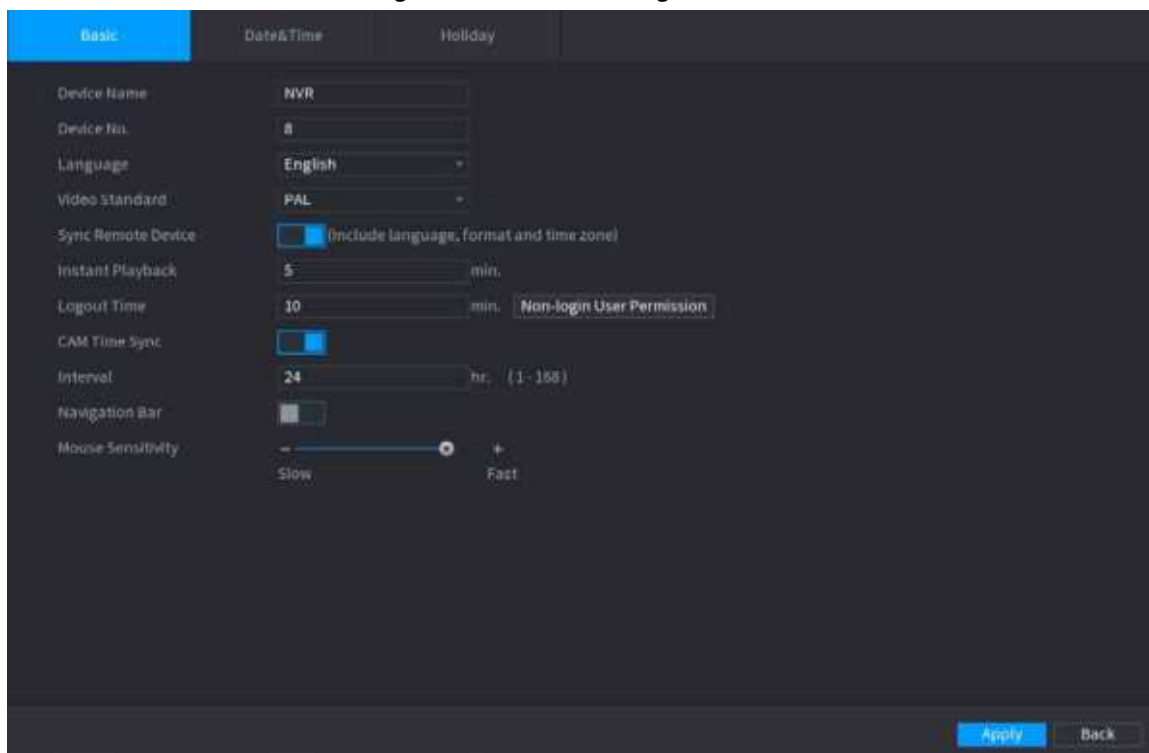 Basic Date&Time Holiday
Device Name NVR
Device No. 8
Language English
Video Standard PAL
Sync Remote Device (Include language, format and time zone)
Instant Playback 5 min.
Logout Time 10 min. Non-login User Permission
CAM Time Sync
Interval 24 hr. (1-168)
Navigation Bar
Mouse Sensitivity - +
Slow Fast
Apply Back